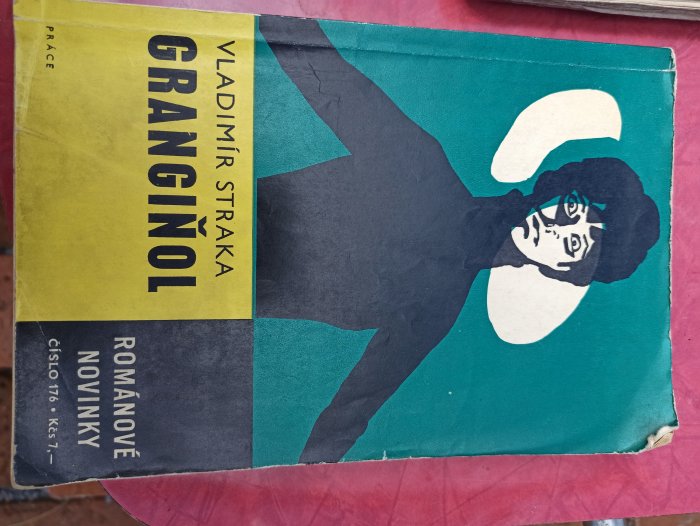 VLADIMÍR STRAKA
GRANGIŇOL
PRÁCE
ROMÁNOVÉ
NOVINKY
ČÍSLO 176 • Kčs 7,—